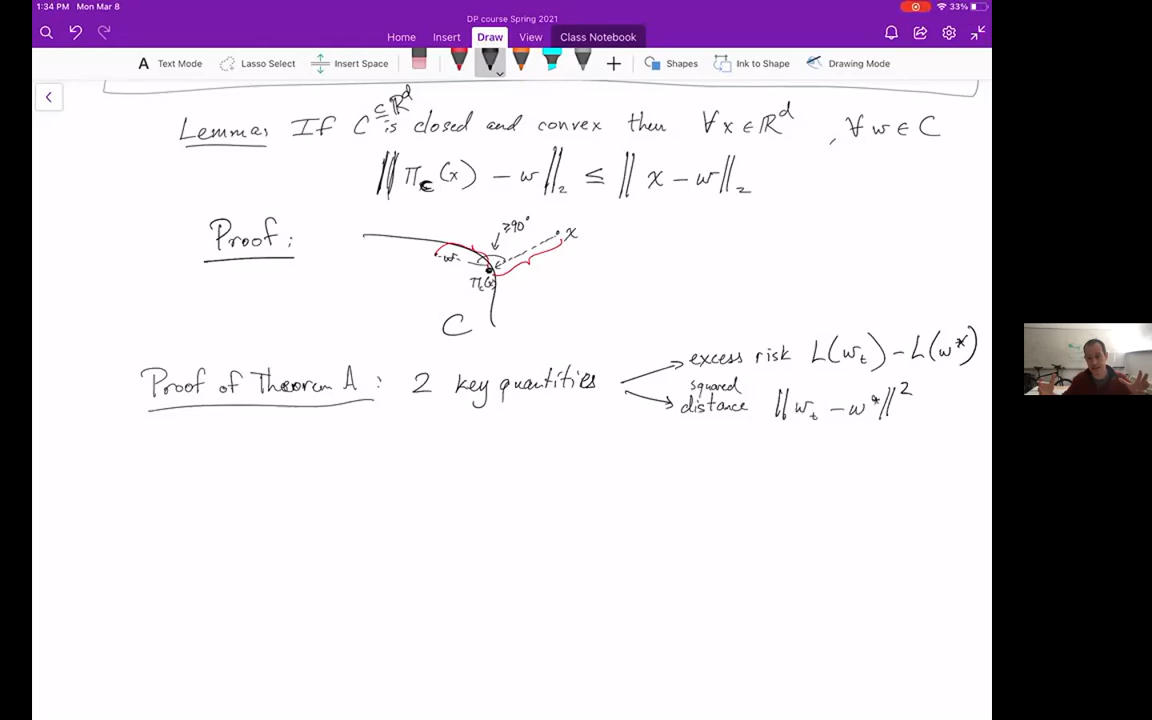 1:34 PM Mon Mar 8
33%
DP course Spring 2021
Home Insert Draw View Class Notebook
A Text Mode Lasso Select Insert Space Shapes Ink to Shape Drawing Mode
Lemma: If C ⊆ ℝ^d is closed and convex then ∀x ∈ ℝ^d, ∀w ∈ C
‖Π_C(x) − w‖₂ ≤ ‖x − w‖₂
Proof:
≥90°
x
w
Π_C(x)
C
Proof of Theorem A: 2 key quantities
excess risk L(w_t) − L(w*)
squared
distance ‖w_t − w*‖²